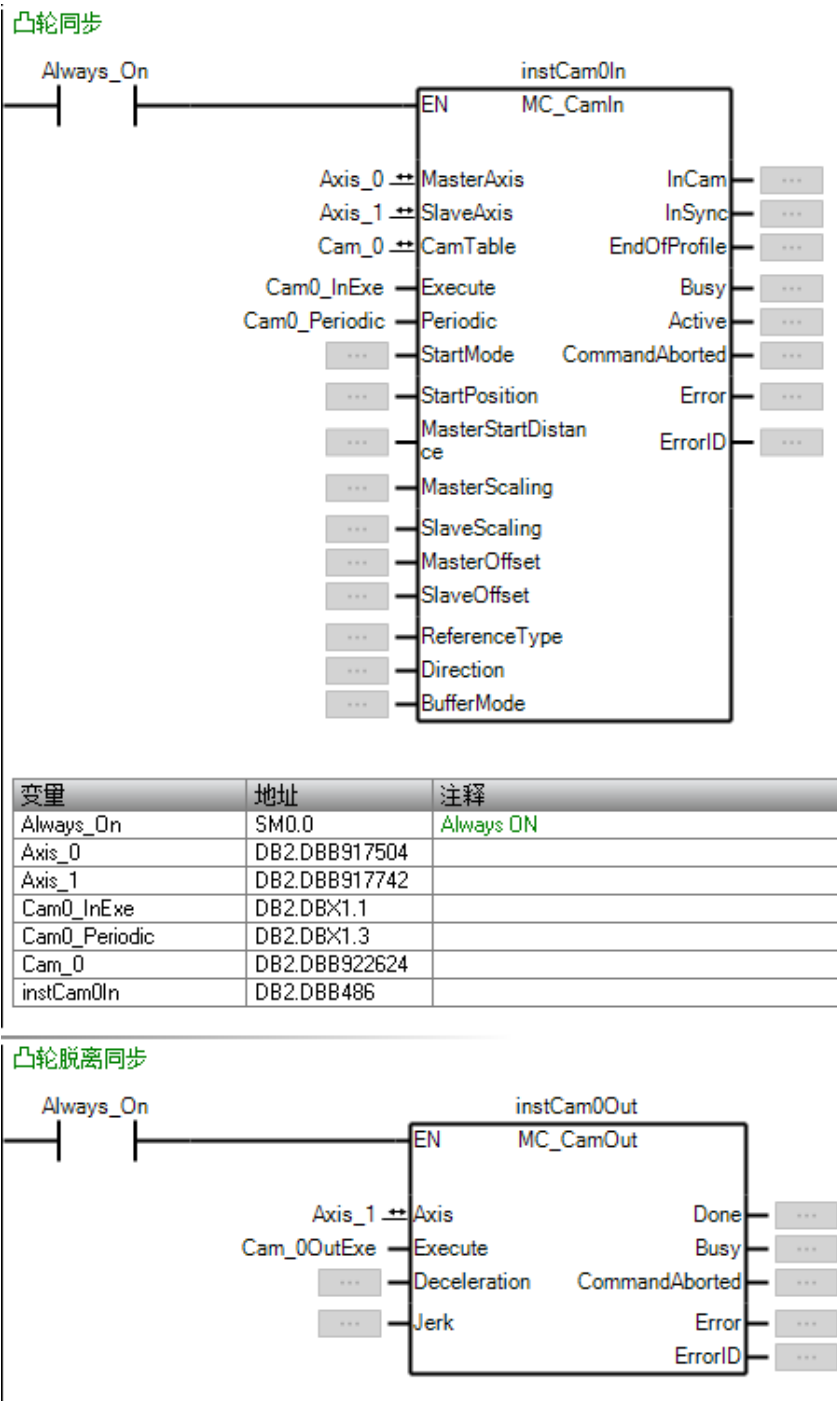 凸轮同步
Always_On
instCam0In
EN MC_CamIn
Axis_0 MasterAxis InCam ...
Axis_1 SlaveAxis InSync ...
Cam_0 CamTable EndOfProfile ...
Cam0_InExe Execute Busy ...
Cam0_Periodic Periodic Active ...
... StartMode CommandAborted ...
... StartPosition Error ...
... MasterStartDistan
ce ErrorID ...
... MasterScaling
... SlaveScaling
... MasterOffset
... SlaveOffset
... ReferenceType
... Direction
... BufferMode
变量 地址 注释
Always_On SM0.0 Always ON
Axis_0 DB2.DBB917504
Axis_1 DB2.DBB917742
Cam0_InExe DB2.DBX1.1
Cam0_Periodic DB2.DBX1.3
Cam_0 DB2.DBB922624
instCam0In DB2.DBB486
凸轮脱离同步
Always_On
instCam0Out
EN MC_CamOut
Axis_1 Axis Done ...
Cam_0OutExe Execute Busy ...
... Deceleration CommandAborted ...
... Jerk Error ...
ErrorID ...